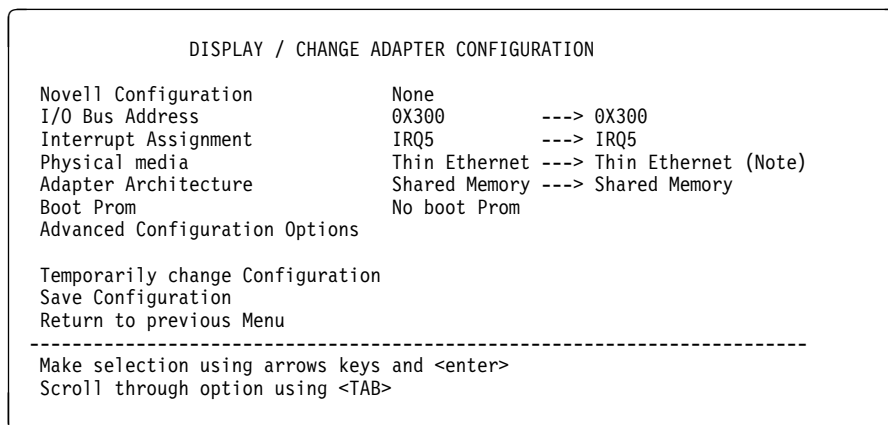 DISPLAY / CHANGE ADAPTER CONFIGURATION
Novell Configuration None
I/O Bus Address 0X300 ---> 0X300
Interrupt Assignment IRQ5 ---> IRQ5
Physical media Thin Ethernet ---> Thin Ethernet (Note)
Adapter Architecture Shared Memory ---> Shared Memory
Boot Prom No boot Prom
Advanced Configuration Options
Temporarily change Configuration
Save Configuration
Return to previous Menu
--------------------------------------------------------------------------
Make selection using arrows keys and <enter>
Scroll through option using <TAB>